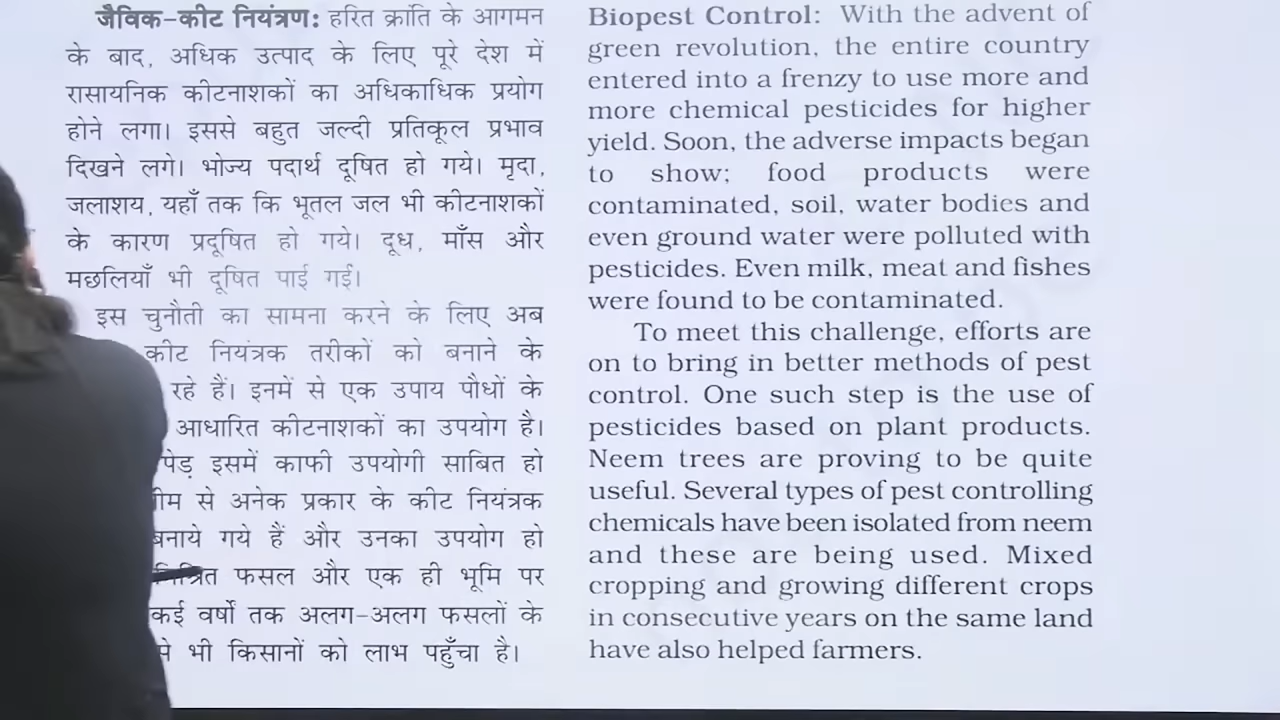 जैविक-कीट नियंत्रण: हरित क्रांति के आगमन
के बाद, अधिक उत्पाद के लिए पूरे देश में
रासायनिक कीटनाशकों का अधिकाधिक प्रयोग
होने लगा। इससे बहुत जल्दी प्रतिकूल प्रभाव
दिखने लगे। भोज्य पदार्थ दूषित हो गये। मृदा,
जलाशय, यहाँ तक कि भूतल जल भी कीटनाशकों
के कारण प्रदूषित हो गये। दूध, माँस और
मछलियाँ भी दूषित पाई गई।
इस चुनौती का सामना करने के लिए अब
कीट नियंत्रक तरीकों को बनाने के
रहे हैं। इनमें से एक उपाय पौधों के
आधारित कीटनाशकों का उपयोग है।
पेड़ इसमें काफी उपयोगी साबित हो
से अनेक प्रकार के कीट नियंत्रक
बनाये गये हैं और उनका उपयोग हो
फसल और एक ही भूमि पर
कई वर्षों तक अलग-अलग फसलों के
से भी किसानों को लाभ पहुँचा है।
Biopest Control: With the advent of
green revolution, the entire country
entered into a frenzy to use more and
more chemical pesticides for higher
yield. Soon, the adverse impacts began
to show; food products were
contaminated, soil, water bodies and
even ground water were polluted with
pesticides. Even milk, meat and fishes
were found to be contaminated.
To meet this challenge, efforts are
on to bring in better methods of pest
control. One such step is the use of
pesticides based on plant products.
Neem trees are proving to be quite
useful. Several types of pest controlling
chemicals have been isolated from neem
and these are being used. Mixed
cropping and growing different crops
in consecutive years on the same land
have also helped farmers.